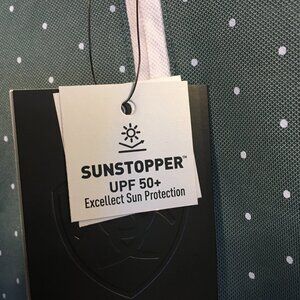 SUNSTOPPER™
UPF 50+
Excellect Sun Protection